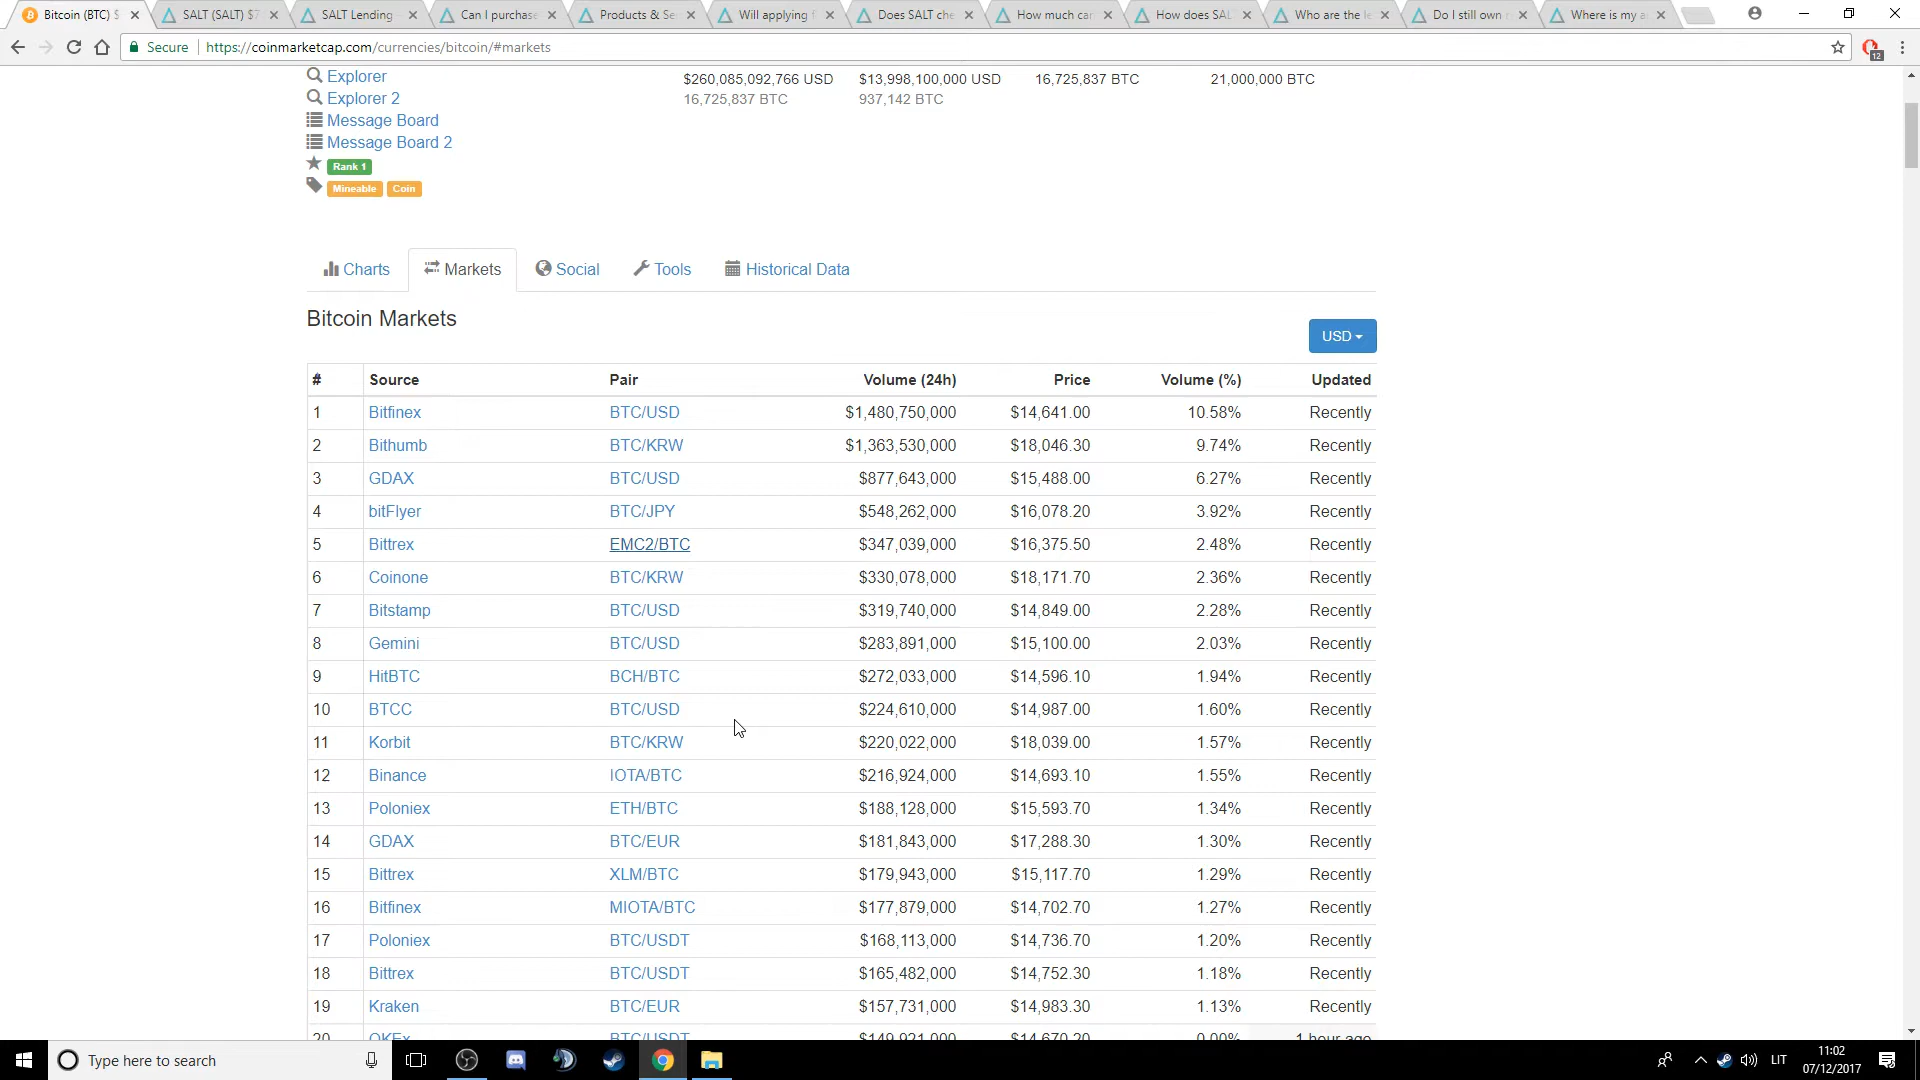 Bitcoin (BTC) $
SALT (SALT) $7
SALT Lending -
Can I purchase
Products & Se
Will applying f
Does SALT che
How much car
How does SAL
Who are the le
Do I still own
Where is my a
Secure
https://coinmarketcap.com/currencies/bitcoin/#markets
12
Explorer $260,085,092,766 USD $13,998,100,000 USD 16,725,837 BTC 21,000,000 BTC
Explorer 2 16,725,837 BTC 937,142 BTC
Message Board
Message Board 2
Rank 1
Mineable Coin
Charts Markets Social Tools Historical Data
Bitcoin Markets
USD
# Source Pair Volume (24h) Price Volume (%) Updated
1 Bitfinex BTC/USD $1,480,750,000 $14,641.00 10.58% Recently
2 Bithumb BTC/KRW $1,363,530,000 $18,046.30 9.74% Recently
3 GDAX BTC/USD $877,643,000 $15,488.00 6.27% Recently
4 bitFlyer BTC/JPY $548,262,000 $16,078.20 3.92% Recently
5 Bittrex EMC2/BTC $347,039,000 $16,375.50 2.48% Recently
6 Coinone BTC/KRW $330,078,000 $18,171.70 2.36% Recently
7 Bitstamp BTC/USD $319,740,000 $14,849.00 2.28% Recently
8 Gemini BTC/USD $283,891,000 $15,100.00 2.03% Recently
9 HitBTC BCH/BTC $272,033,000 $14,596.10 1.94% Recently
10 BTCC BTC/USD $224,610,000 $14,987.00 1.60% Recently
11 Korbit BTC/KRW $220,022,000 $18,039.00 1.57% Recently
12 Binance IOTA/BTC $216,924,000 $14,693.10 1.55% Recently
13 Poloniex ETH/BTC $188,128,000 $15,593.70 1.34% Recently
14 GDAX BTC/EUR $181,843,000 $17,288.30 1.30% Recently
15 Bittrex XLM/BTC $179,943,000 $15,117.70 1.29% Recently
16 Bitfinex MIOTA/BTC $177,879,000 $14,702.70 1.27% Recently
17 Poloniex BTC/USDT $168,113,000 $14,736.70 1.20% Recently
18 Bittrex BTC/USDT $165,482,000 $14,752.30 1.18% Recently
19 Kraken BTC/EUR $157,731,000 $14,983.30 1.13% Recently
20 OKEx BTC/USDT $149,921,000 $14,670.20 0.00% 1 hour ago
Type here to search
LIT
11:02
07/12/2017